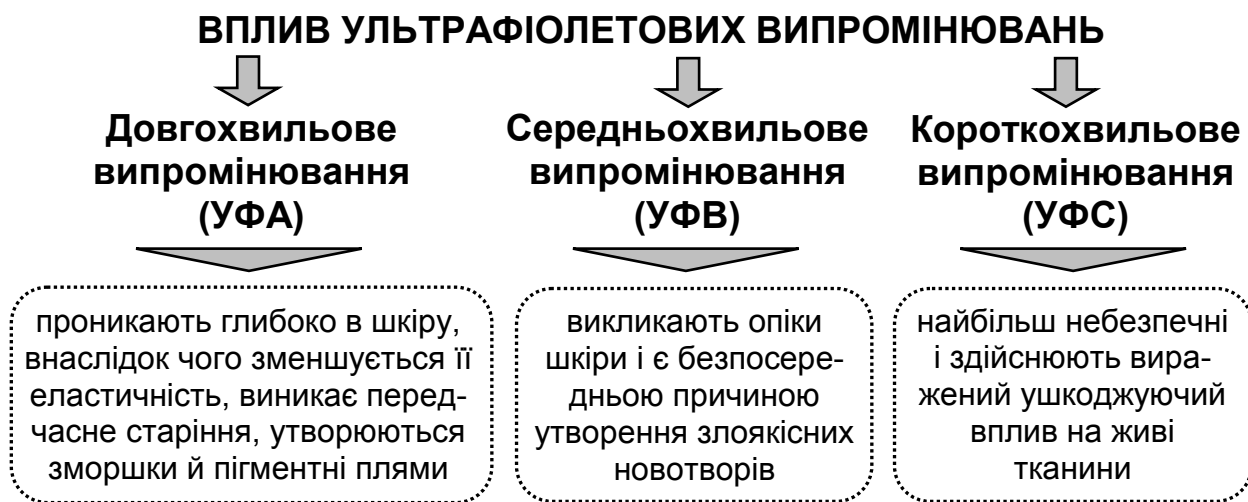 ВПЛИВ УЛЬТРАФІОЛЕТОВИХ ВИПРОМІНЮВАНЬ
Довгохвильове
випромінювання
(УФА)
проникають глибоко в шкіру,
внаслідок чого зменшується її
еластичність, виникає перед-
часне старіння, утворюються
зморшки й пігментні плями
Середньохвильове
випромінювання
(УФВ)
викликають опіки
шкіри і є безпосере-
дньою причиною
утворення злоякісних
новотворів
Короткохвильове
випромінювання
(УФС)
найбільш небезпечні
і здійснюють вира-
жений ушкоджуючий
вплив на живі
тканини